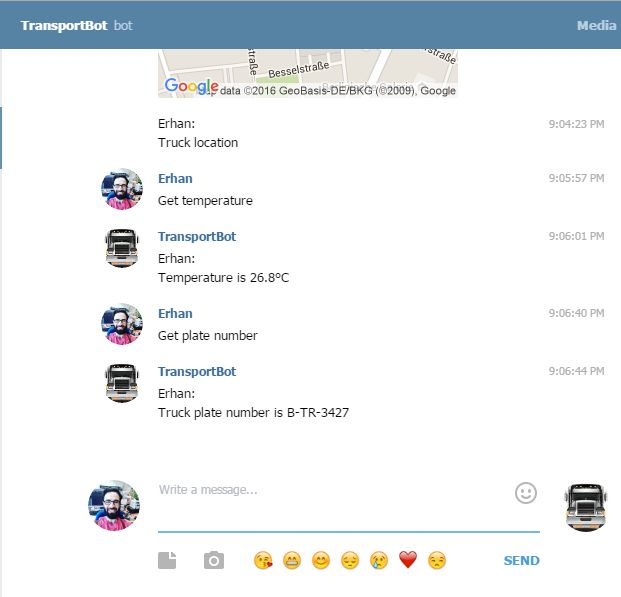 TransportBot bot
Media
aße
Besselstraße
straße
Besselstraße
Google
data ©2016 GeoBasis-DE/BKG (©2009), Google
Erhan:
9:04:23 PM
Truck location
Erhan
9:05:57 PM
Get temperature
TransportBot
9:06:01 PM
Erhan:
Temperature is 26.8ºC
Erhan
9:06:40 PM
Get plate number
TransportBot
9:06:44 PM
Erhan:
Truck plate number is B-TR-3427
Write a message...
SEND